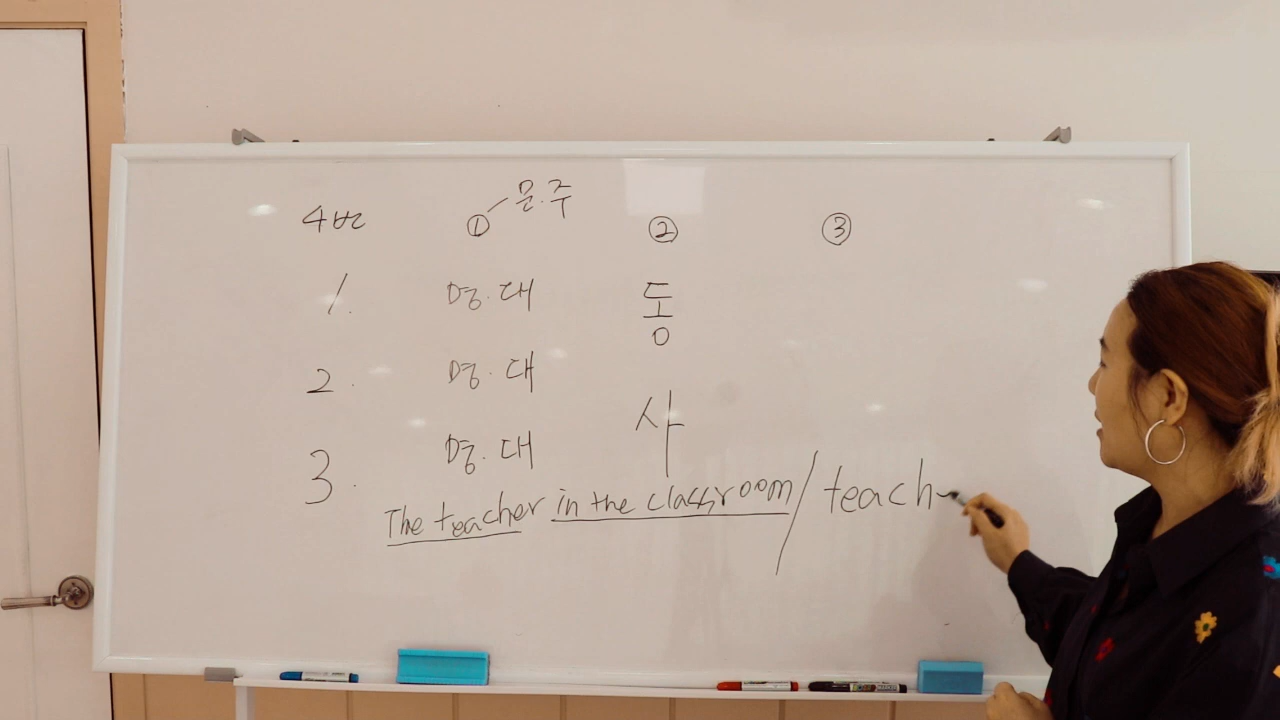 4번 ① 문.주 ② ③
1. 명.대 동
2. 명.대
사
3. 명.대
The teacher in the classroom / teach